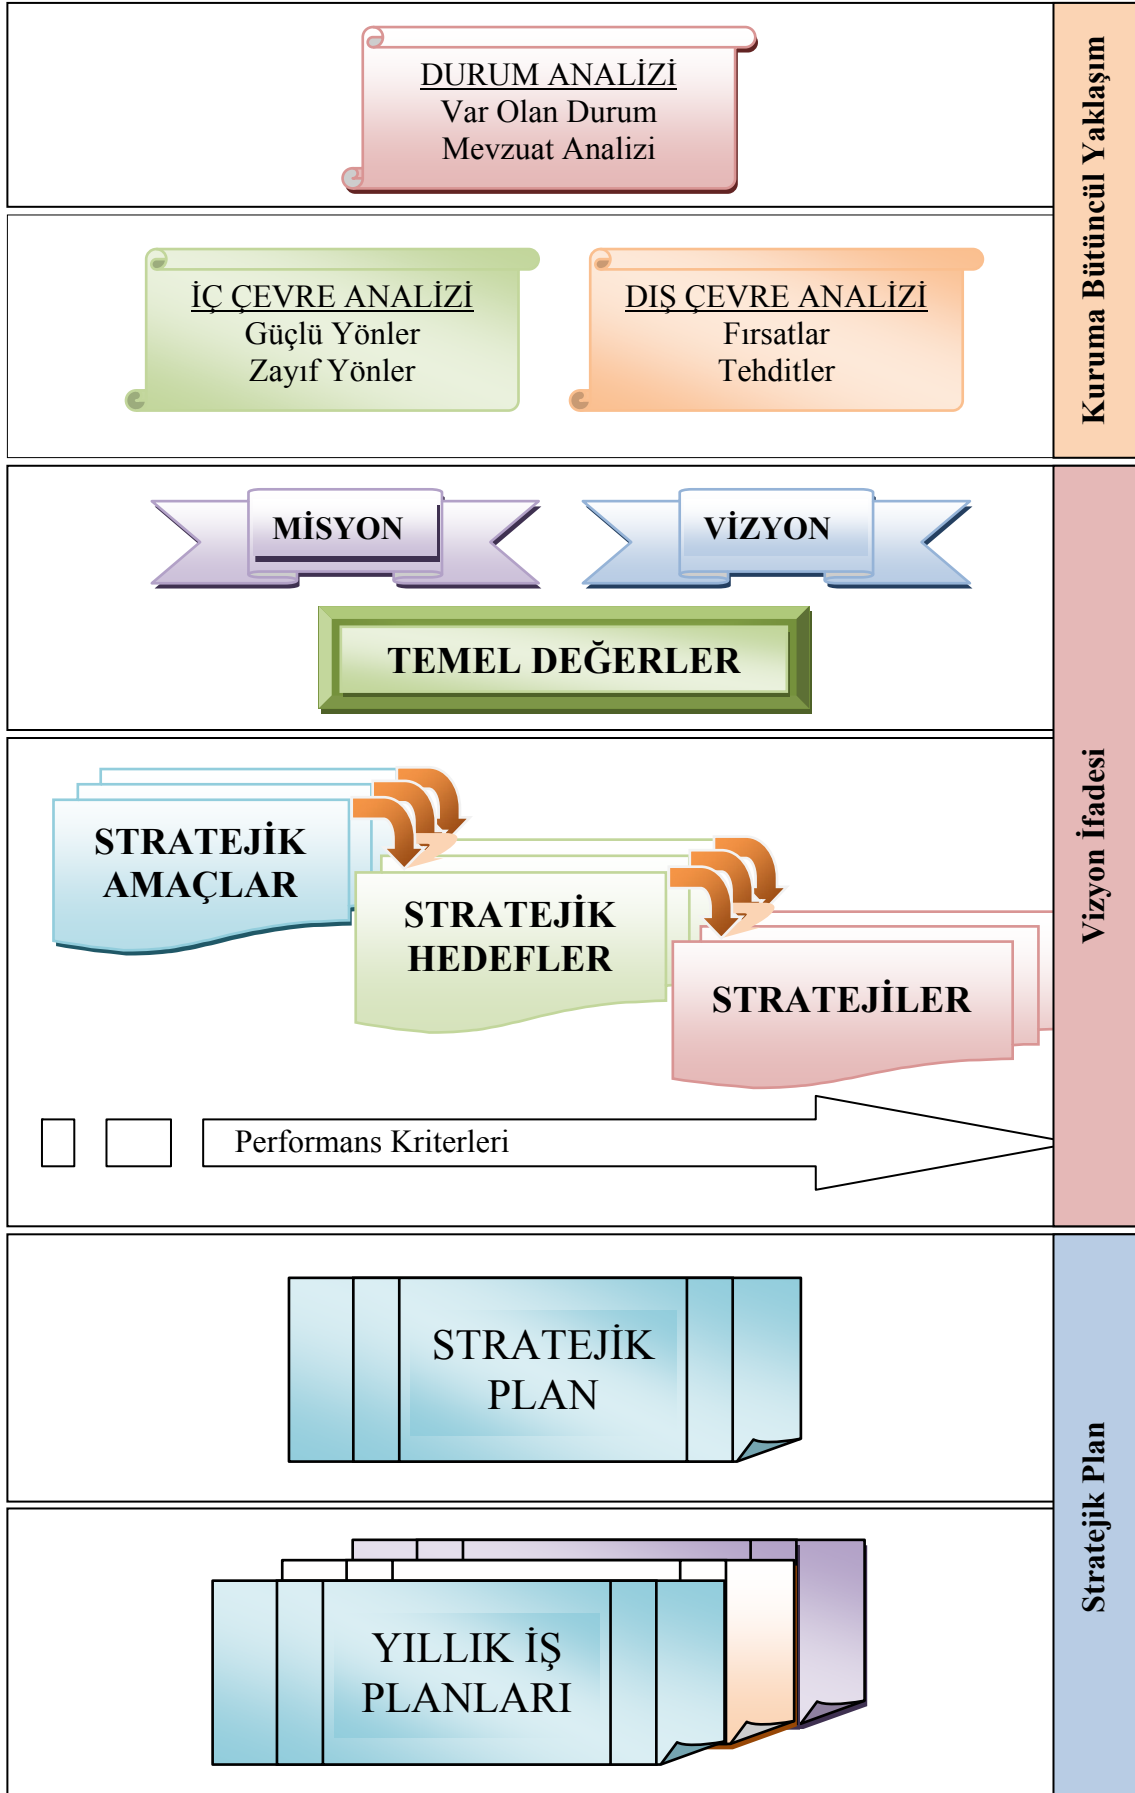 DURUM ANALİZİ
Var Olan Durum
Mevzuat Analizi
Kuruma Bütüncül Yaklaşım
İÇ ÇEVRE ANALİZİ
Güçlü Yönler
Zayıf Yönler
DIŞ ÇEVRE ANALİZİ
Fırsatlar
Tehditler
MİSYON
VİZYON
TEMEL DEĞERLER
Vizyon İfadesi
STRATEJİK
AMAÇLAR
STRATEJİK
HEDEFLER
STRATEJİLER
Performans Kriterleri
STRATEJİK
PLAN
Stratejik Plan
YILLIK İŞ
PLANLARI